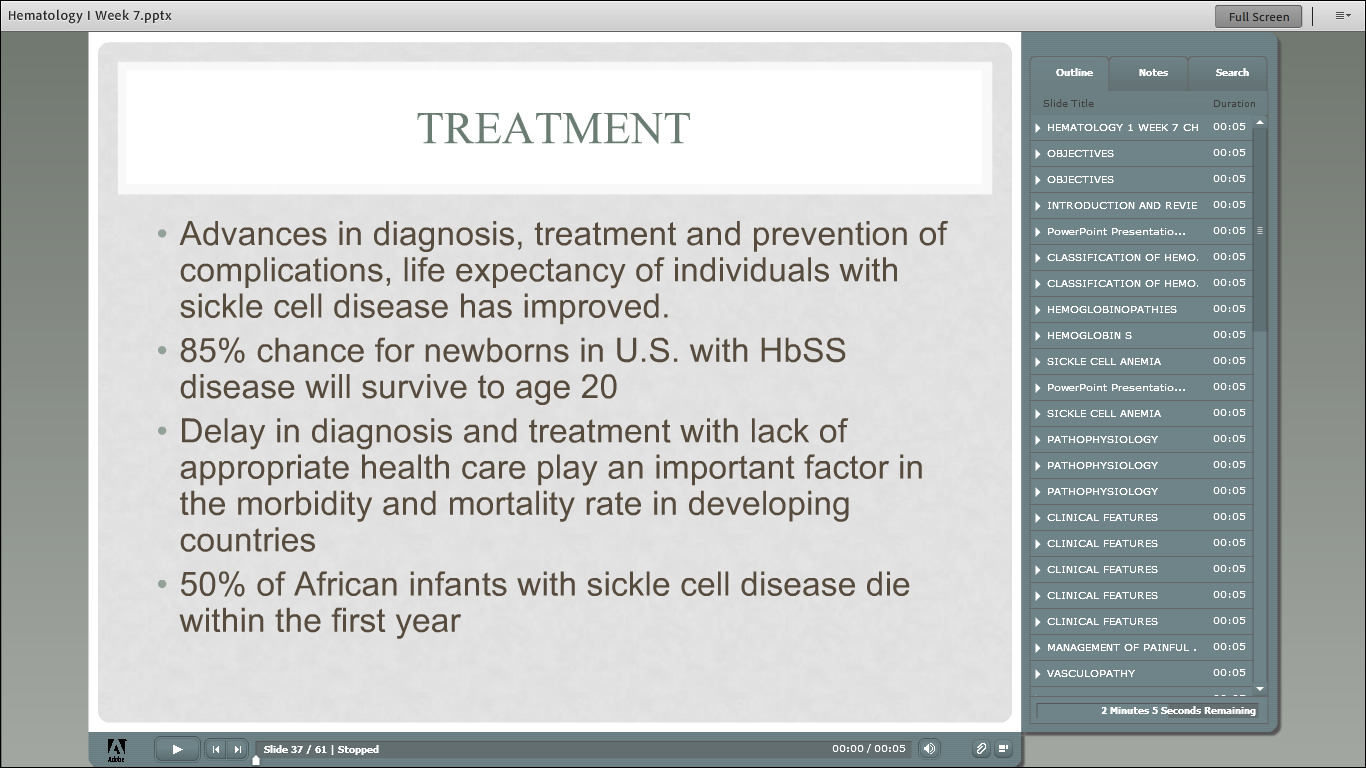 Hematology I Week 7.pptx
Full Screen
TREATMENT
• Advances in diagnosis, treatment and prevention of
complications, life expectancy of individuals with
sickle cell disease has improved.
• 85% chance for newborns in U.S. with HbSS
disease will survive to age 20
• Delay in diagnosis and treatment with lack of
appropriate health care play an important factor in
the morbidity and mortality rate in developing
countries
• 50% of African infants with sickle cell disease die
within the first year
Outline Notes Search
Slide Title Duration
HEMATOLOGY 1 WEEK 7 CH 00:05
OBJECTIVES 00:05
OBJECTIVES 00:05
INTRODUCTION AND REVIE 00:05
PowerPoint Presentatio... 00:05
CLASSIFICATION OF HEMO. 00:05
CLASSIFICATION OF HEMO. 00:05
HEMOGLOBINOPATHIES 00:05
HEMOGLOBIN S 00:05
SICKLE CELL ANEMIA 00:05
PowerPoint Presentatio... 00:05
SICKLE CELL ANEMIA 00:05
PATHOPHYSIOLOGY 00:05
PATHOPHYSIOLOGY 00:05
PATHOPHYSIOLOGY 00:05
CLINICAL FEATURES 00:05
CLINICAL FEATURES 00:05
CLINICAL FEATURES 00:05
CLINICAL FEATURES 00:05
CLINICAL FEATURES 00:05
MANAGEMENT OF PAINFUL . 00:05
VASCULOPATHY 00:05
2 Minutes 5 Seconds Remaining
Adobe
Slide 37 / 61 | Stopped 00:00 / 00:05